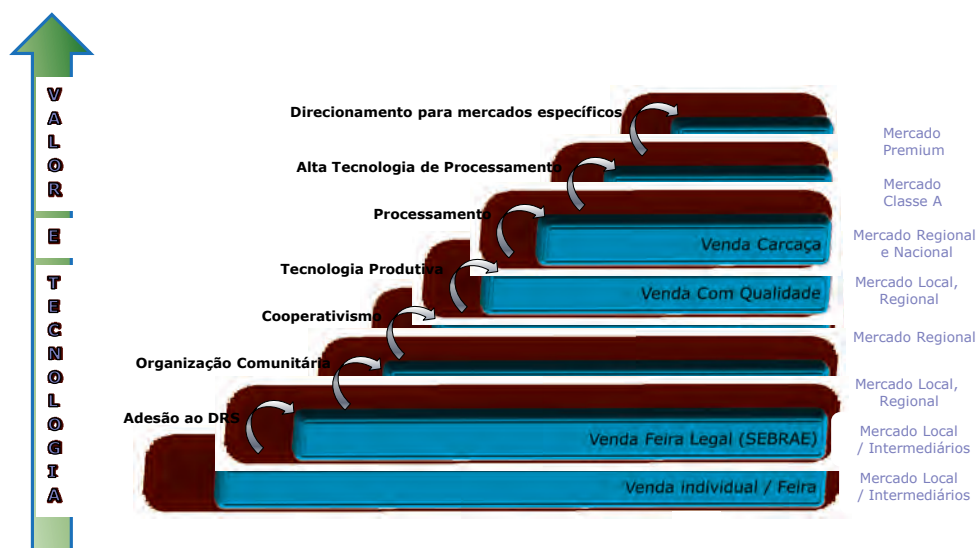 VALOR E TECNOLOGIA
Direcionamento para mercados específicos
Mercado
Premium
Alta Tecnologia de Processamento
Mercado
Classe A
Processamento
Venda Carcaça
Mercado Regional
e Nacional
Tecnologia Produtiva
Venda Com Qualidade
Mercado Local,
Regional
Cooperativismo
Mercado Regional
Organização Comunitária
Mercado Local,
Regional
Adesão ao DRS
Venda Feira Legal (SEBRAE)
Mercado Local
/ Intermediários
Venda individual / Feira
Mercado Local
/ Intermediários